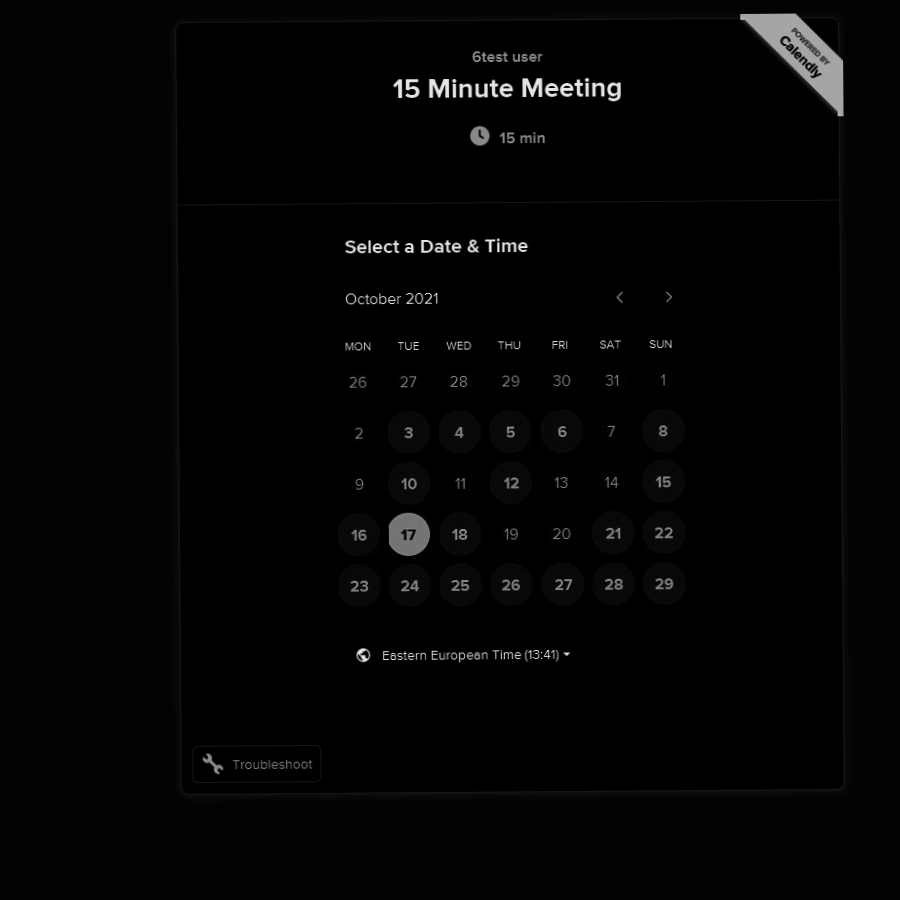 POWERED BY
Calendly
6test user
15 Minute Meeting
15 min
Select a Date & Time
October 2021
MON TUE WED THU FRI SAT SUN
26 27 28 29 30 31 1
2 3 4 5 6 7 8
9 10 11 12 13 14 15
16 17 18 19 20 21 22
23 24 25 26 27 28 29
Eastern European Time (13:41)
Troubleshoot